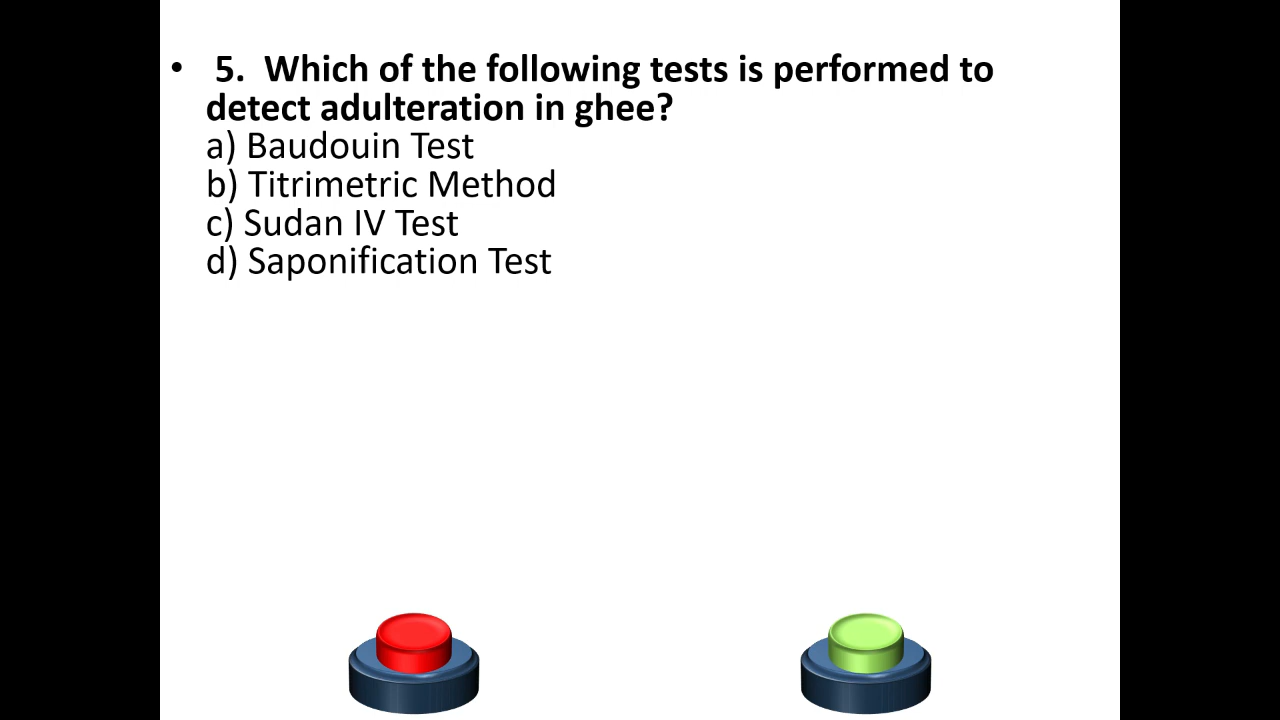 • 5. Which of the following tests is performed to
detect adulteration in ghee?
a) Baudouin Test
b) Titrimetric Method
c) Sudan IV Test
d) Saponification Test